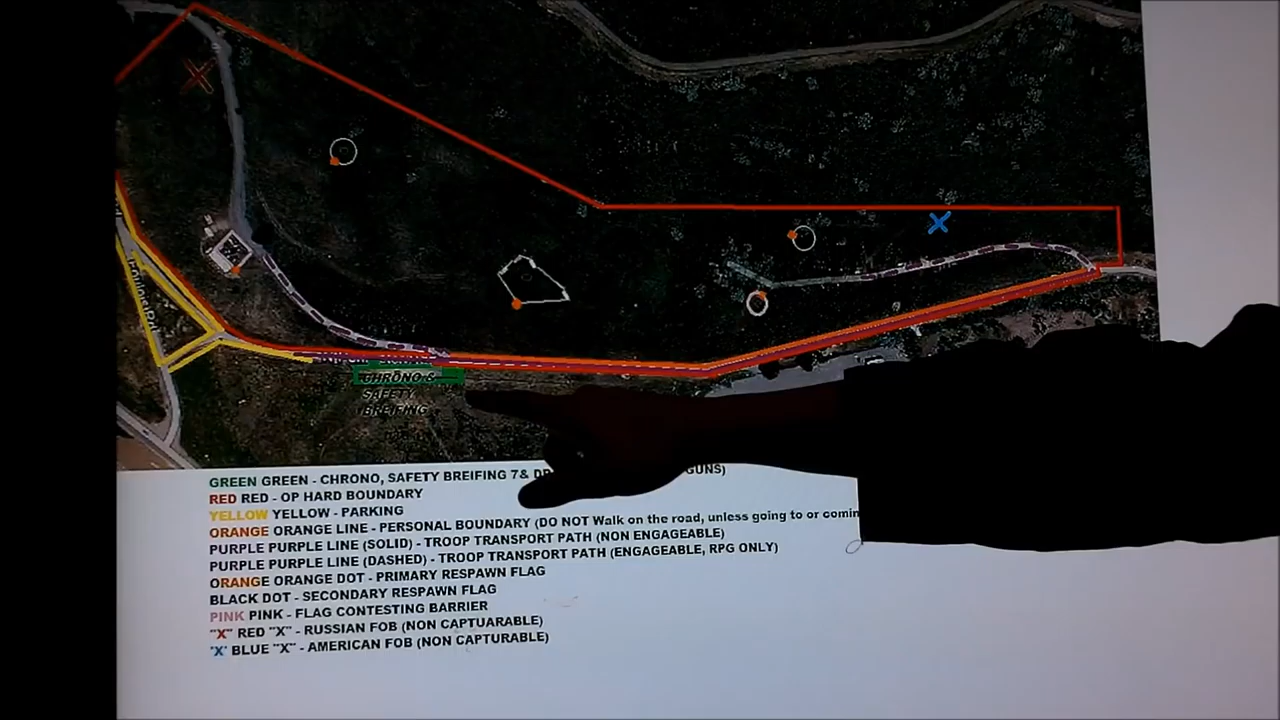 CHRONO &
SAFETY
BREIFING
GREEN GREEN - CHRONO, SAFETY BREIFING 7& GUNS)
RED RED - OP HARD BOUNDARY
YELLOW YELLOW - PARKING
ORANGE ORANGE LINE - PERSONAL BOUNDARY (DO NOT Walk on the road, unless going to or comin
PURPLE PURPLE LINE (SOLID) - TROOP TRANSPORT PATH (NON ENGAGEABLE)
PURPLE PURPLE LINE (DASHED) - TROOP TRANSPORT PATH (ENGAGEABLE, RPG ONLY)
ORANGE ORANGE DOT - PRIMARY RESPAWN FLAG
BLACK DOT - SECONDARY RESPAWN FLAG
PINK PINK - FLAG CONTESTING BARRIER
"X" RED "X" - RUSSIAN FOB (NON CAPTUARABLE)
'X' BLUE "X" - AMERICAN FOB (NON CAPTURABLE)